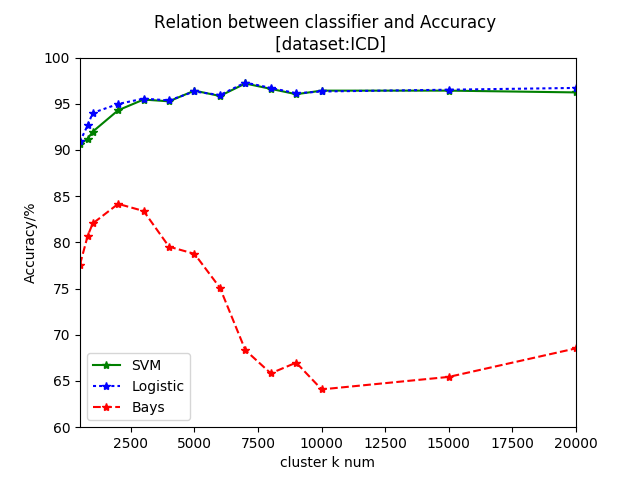 Relation between classifier and Accuracy
[dataset:ICD]
100
95
90
85
80
75
70
65
60
Accuracy/%
SVM
Logistic
Bays
2500 5000 7500 10000 12500 15000 17500 20000
cluster k num